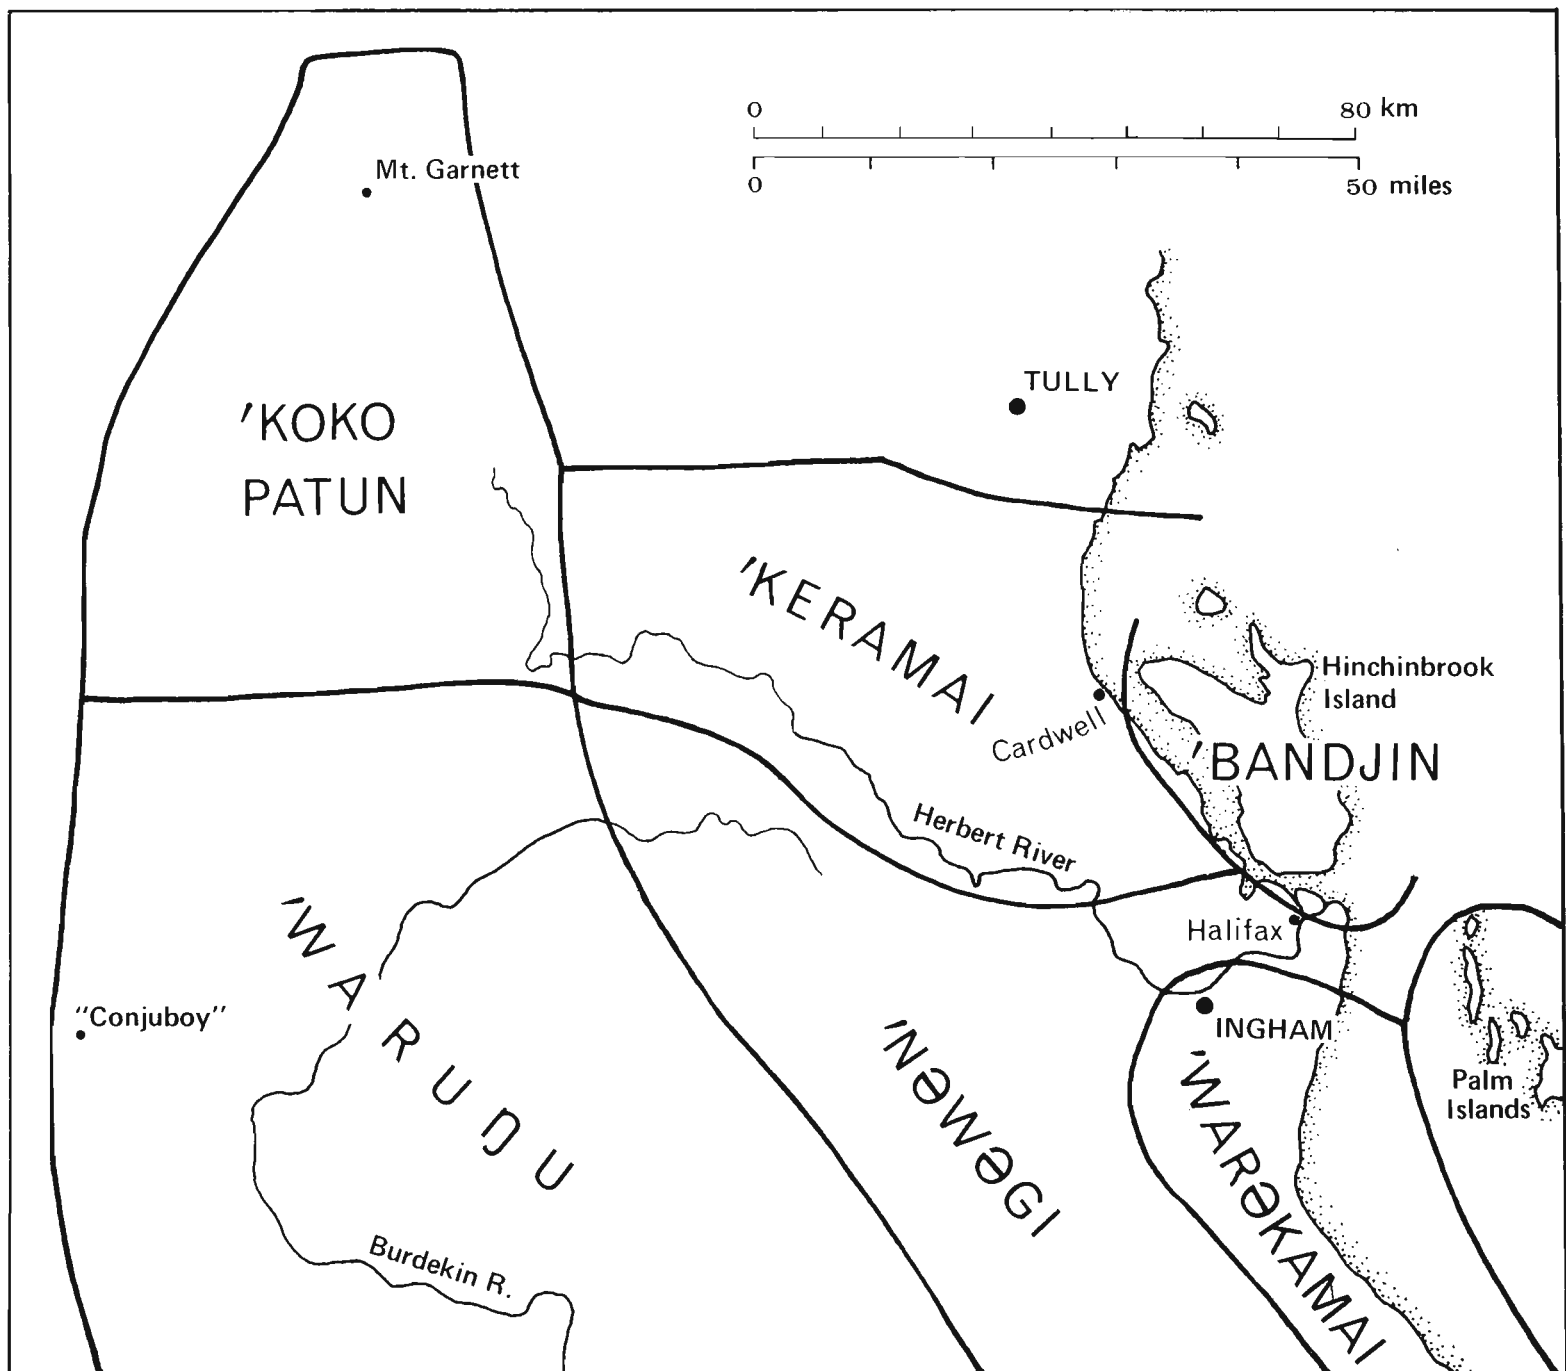 0 80 km
0 50 miles
Mt. Garnett
TULLY
'KOKO
PATUN
'KERAMAI
Hinchinbrook
Island
Cardwell
'BANDJIN
Herbert River
Halifax
'WARUŊU
"Conjuboy"
INGHAM
'NƏWƏGI
'WARƏKAMAI
Palm
Islands
Burdekin R.